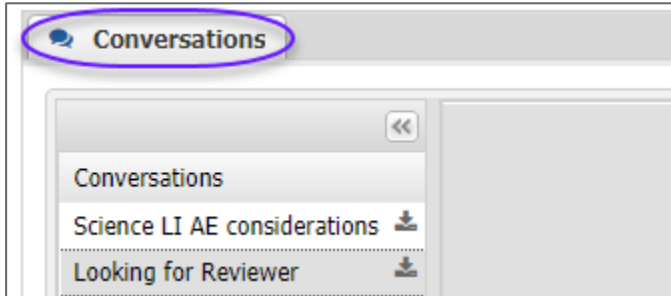 Conversations
Conversations
Science LI AE considerations
Looking for Reviewer